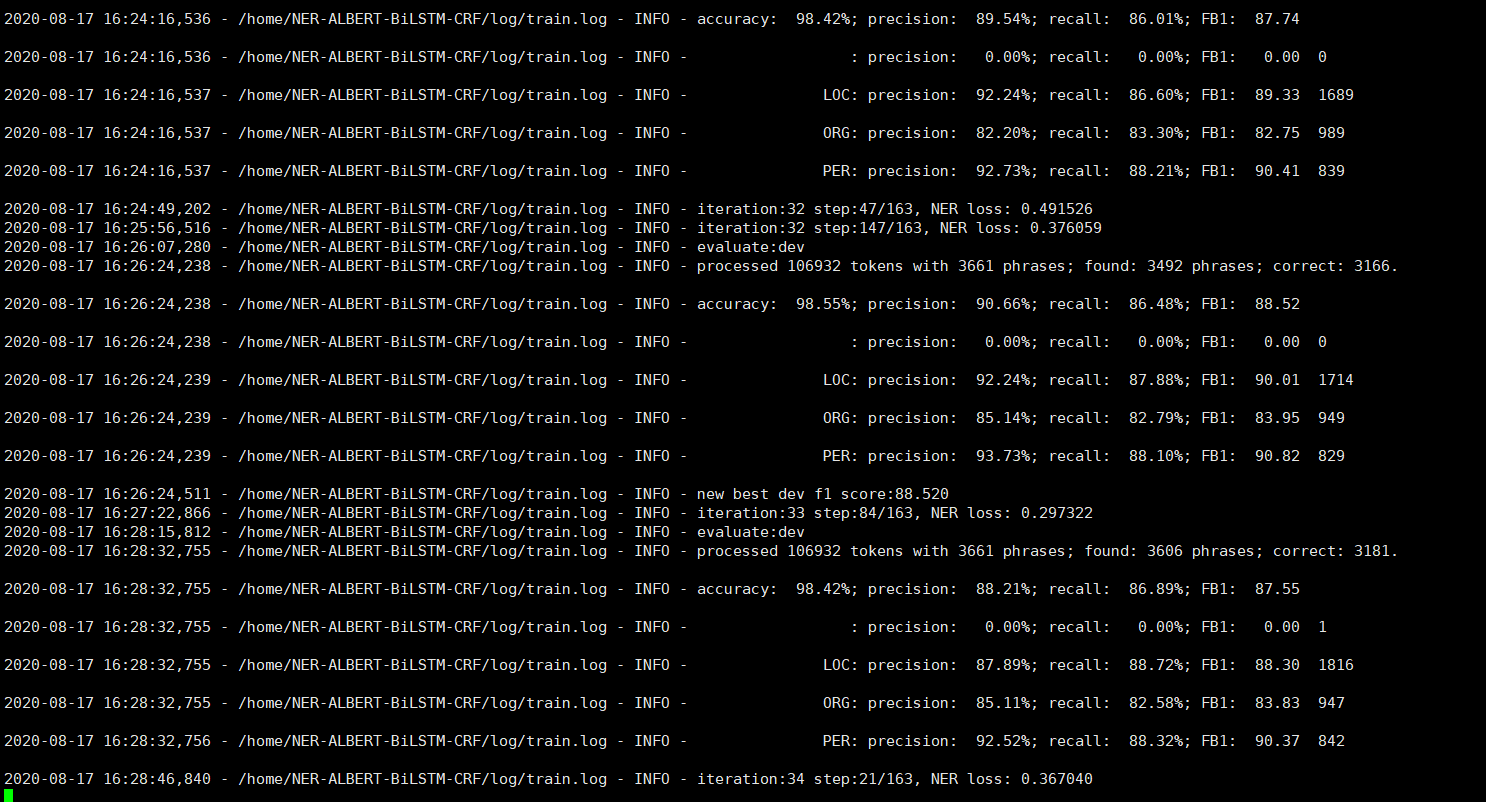 2020-08-17 16:24:16,536 - /home/NER-ALBERT-BiLSTM-CRF/log/train.log - INFO - accuracy:  98.42%; precision:  89.54%; recall:  86.01%; FB1:  87.74
2020-08-17 16:24:16,536 - /home/NER-ALBERT-BiLSTM-CRF/log/train.log - INFO -                  : precision:   0.00%; recall:   0.00%; FB1:   0.00  0
2020-08-17 16:24:16,537 - /home/NER-ALBERT-BiLSTM-CRF/log/train.log - INFO -               LOC: precision:  92.24%; recall:  86.60%; FB1:  89.33  1689
2020-08-17 16:24:16,537 - /home/NER-ALBERT-BiLSTM-CRF/log/train.log - INFO -               ORG: precision:  82.20%; recall:  83.30%; FB1:  82.75  989
2020-08-17 16:24:16,537 - /home/NER-ALBERT-BiLSTM-CRF/log/train.log - INFO -               PER: precision:  92.73%; recall:  88.21%; FB1:  90.41  839
2020-08-17 16:24:49,202 - /home/NER-ALBERT-BiLSTM-CRF/log/train.log - INFO - iteration:32 step:47/163, NER loss: 0.491526
2020-08-17 16:25:56,516 - /home/NER-ALBERT-BiLSTM-CRF/log/train.log - INFO - iteration:32 step:147/163, NER loss: 0.376059
2020-08-17 16:26:07,280 - /home/NER-ALBERT-BiLSTM-CRF/log/train.log - INFO - evaluate:dev
2020-08-17 16:26:24,238 - /home/NER-ALBERT-BiLSTM-CRF/log/train.log - INFO - processed 106932 tokens with 3661 phrases; found: 3492 phrases; correct: 3166.
2020-08-17 16:26:24,238 - /home/NER-ALBERT-BiLSTM-CRF/log/train.log - INFO - accuracy:  98.55%; precision:  90.66%; recall:  86.48%; FB1:  88.52
2020-08-17 16:26:24,238 - /home/NER-ALBERT-BiLSTM-CRF/log/train.log - INFO -                  : precision:   0.00%; recall:   0.00%; FB1:   0.00  0
2020-08-17 16:26:24,239 - /home/NER-ALBERT-BiLSTM-CRF/log/train.log - INFO -               LOC: precision:  92.24%; recall:  87.88%; FB1:  90.01  1714
2020-08-17 16:26:24,239 - /home/NER-ALBERT-BiLSTM-CRF/log/train.log - INFO -               ORG: precision:  85.14%; recall:  82.79%; FB1:  83.95  949
2020-08-17 16:26:24,239 - /home/NER-ALBERT-BiLSTM-CRF/log/train.log - INFO -               PER: precision:  93.73%; recall:  88.10%; FB1:  90.82  829
2020-08-17 16:26:24,511 - /home/NER-ALBERT-BiLSTM-CRF/log/train.log - INFO - new best dev f1 score:88.520
2020-08-17 16:27:22,866 - /home/NER-ALBERT-BiLSTM-CRF/log/train.log - INFO - iteration:33 step:84/163, NER loss: 0.297322
2020-08-17 16:28:15,812 - /home/NER-ALBERT-BiLSTM-CRF/log/train.log - INFO - evaluate:dev
2020-08-17 16:28:32,755 - /home/NER-ALBERT-BiLSTM-CRF/log/train.log - INFO - processed 106932 tokens with 3661 phrases; found: 3606 phrases; correct: 3181.
2020-08-17 16:28:32,755 - /home/NER-ALBERT-BiLSTM-CRF/log/train.log - INFO - accuracy:  98.42%; precision:  88.21%; recall:  86.89%; FB1:  87.55
2020-08-17 16:28:32,755 - /home/NER-ALBERT-BiLSTM-CRF/log/train.log - INFO -                  : precision:   0.00%; recall:   0.00%; FB1:   0.00  1
2020-08-17 16:28:32,755 - /home/NER-ALBERT-BiLSTM-CRF/log/train.log - INFO -               LOC: precision:  87.89%; recall:  88.72%; FB1:  88.30  1816
2020-08-17 16:28:32,755 - /home/NER-ALBERT-BiLSTM-CRF/log/train.log - INFO -               ORG: precision:  85.11%; recall:  82.58%; FB1:  83.83  947
2020-08-17 16:28:32,756 - /home/NER-ALBERT-BiLSTM-CRF/log/train.log - INFO -               PER: precision:  92.52%; recall:  88.32%; FB1:  90.37  842
2020-08-17 16:28:46,840 - /home/NER-ALBERT-BiLSTM-CRF/log/train.log - INFO - iteration:34 step:21/163, NER loss: 0.367040